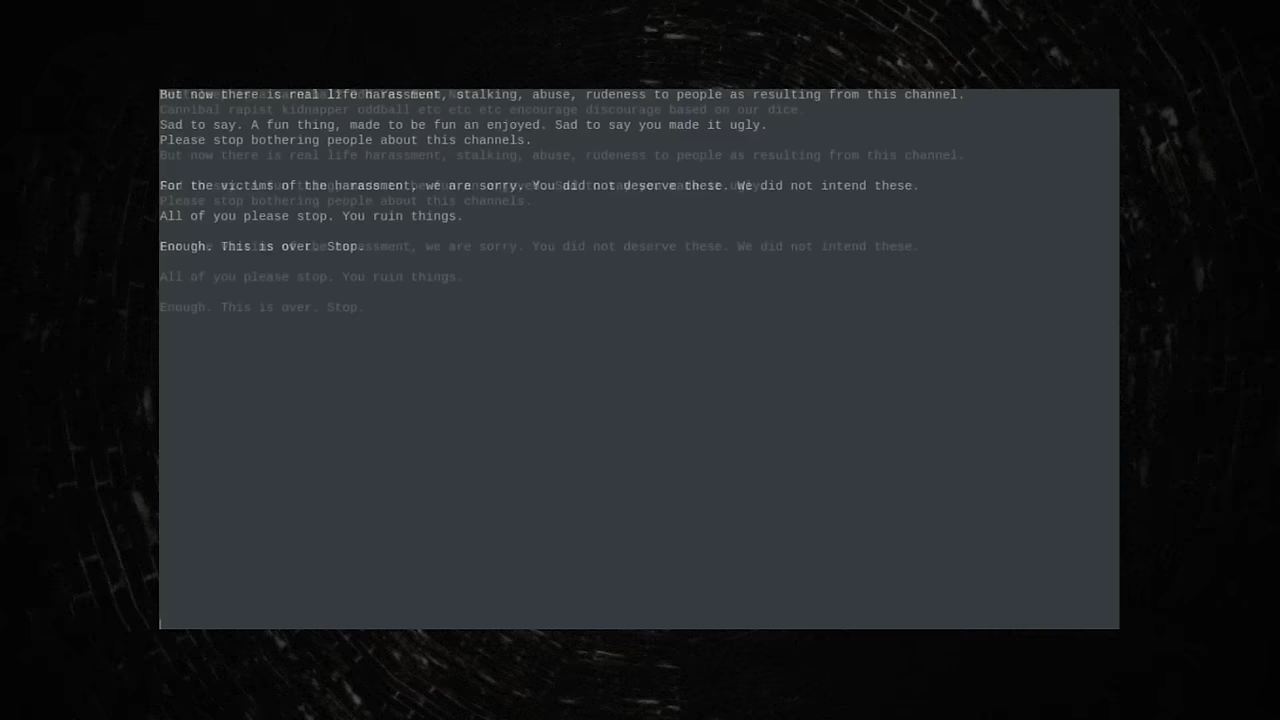 But now there is real life harassment, stalking, abuse, rudeness to people as resulting from this channel.
Cannibal rapist kidnapper oddball etc etc etc encourage discourage based on our dice.
Sad to say. A fun thing, made to be fun an enjoyed. Sad to say you made it ugly.
Please stop bothering people about this channels.
But now there is real life harassment, stalking, abuse, rudeness to people as resulting from this channel.
For the victims of the harassment, we are sorry. You did not deserve these. We did not intend these.
Please stop bothering people about this channels.
All of you please stop. You ruin things.
Enough. This is over. Stop.
harassment, we are sorry. You did not deserve these. We did not intend these.
All of you please stop. You ruin things.
Enough. This is over. Stop.